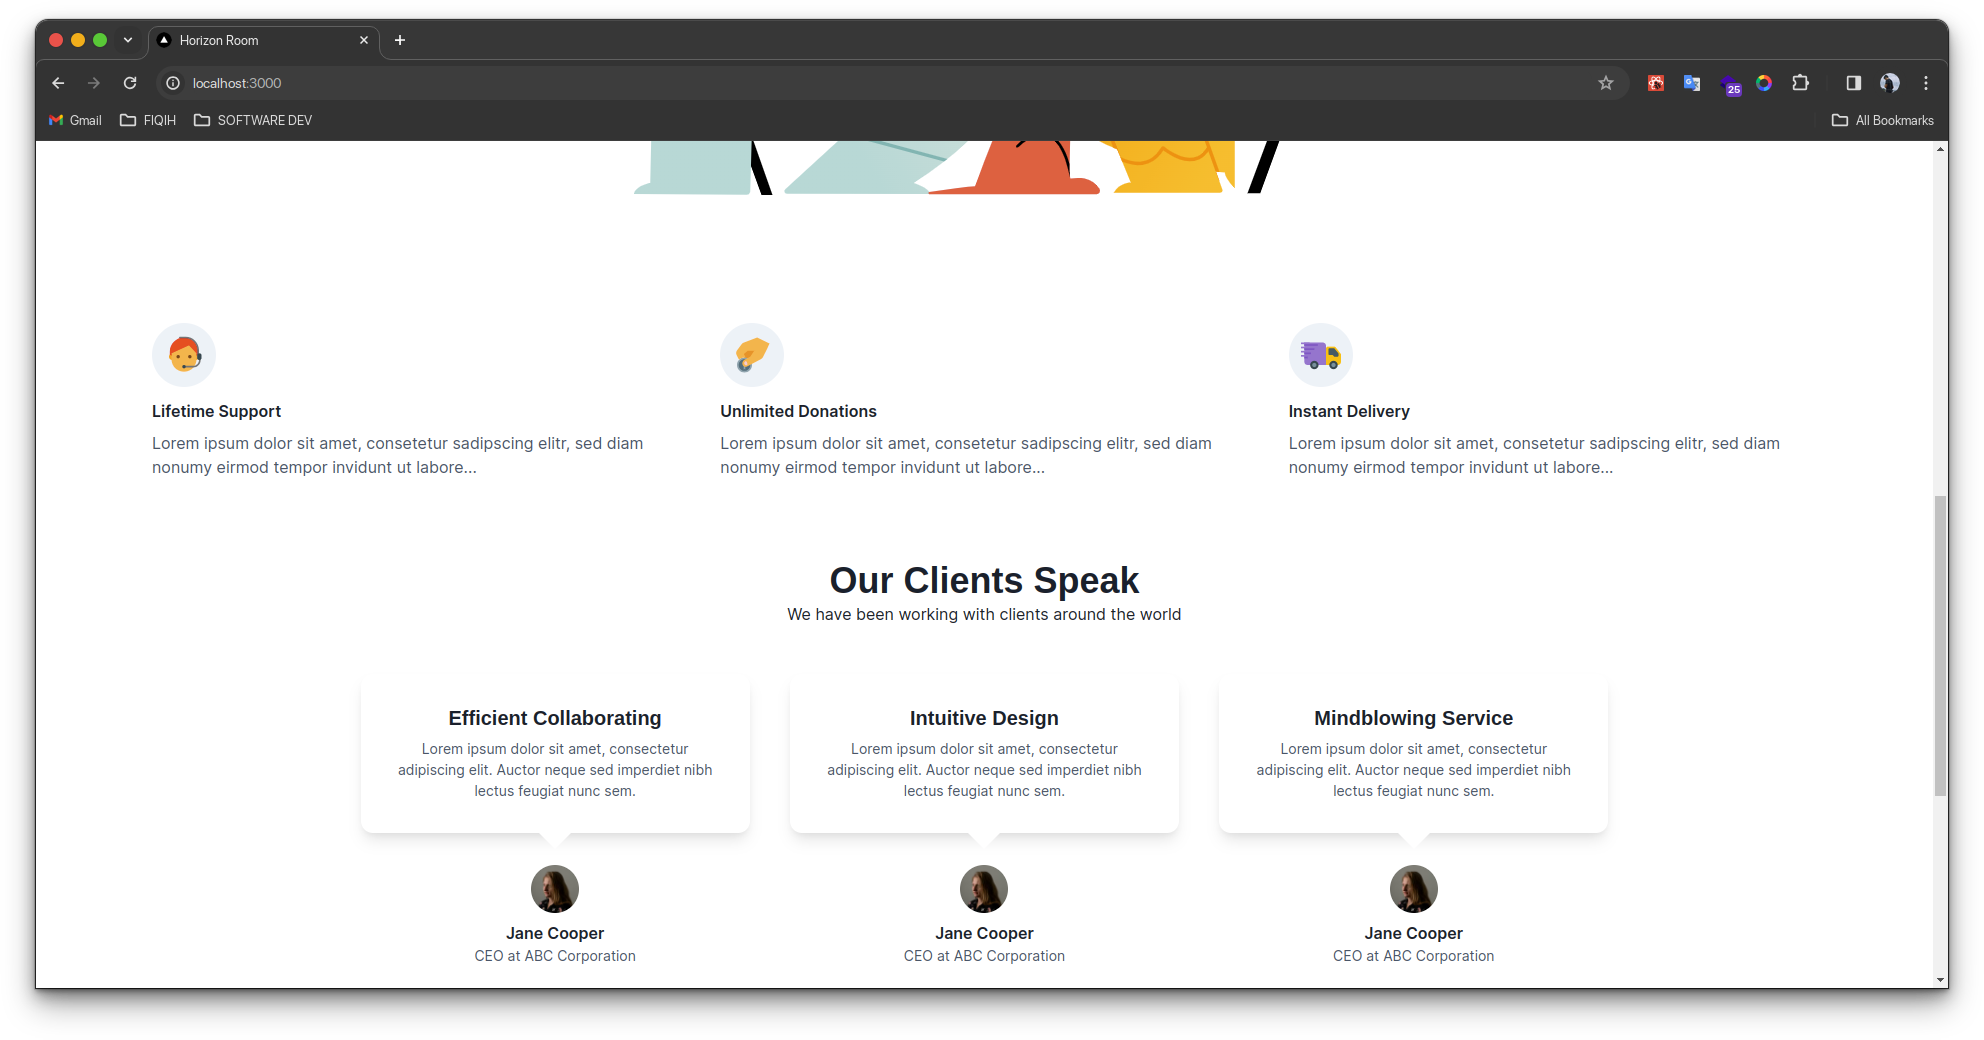 Horizon Room
localhost:3000
25
Gmail
FIQIH
SOFTWARE DEV
All Bookmarks
Lifetime Support
Lorem ipsum dolor sit amet, consetetur sadipscing elitr, sed diam
nonumy eirmod tempor invidunt ut labore...
Unlimited Donations
Lorem ipsum dolor sit amet, consetetur sadipscing elitr, sed diam
nonumy eirmod tempor invidunt ut labore...
Instant Delivery
Lorem ipsum dolor sit amet, consetetur sadipscing elitr, sed diam
nonumy eirmod tempor invidunt ut labore...
Our Clients Speak
We have been working with clients around the world
Efficient Collaborating
Lorem ipsum dolor sit amet, consectetur
adipiscing elit. Auctor neque sed imperdiet nibh
lectus feugiat nunc sem.
Jane Cooper
CEO at ABC Corporation
Intuitive Design
Lorem ipsum dolor sit amet, consectetur
adipiscing elit. Auctor neque sed imperdiet nibh
lectus feugiat nunc sem.
Jane Cooper
CEO at ABC Corporation
Mindblowing Service
Lorem ipsum dolor sit amet, consectetur
adipiscing elit. Auctor neque sed imperdiet nibh
lectus feugiat nunc sem.
Jane Cooper
CEO at ABC Corporation